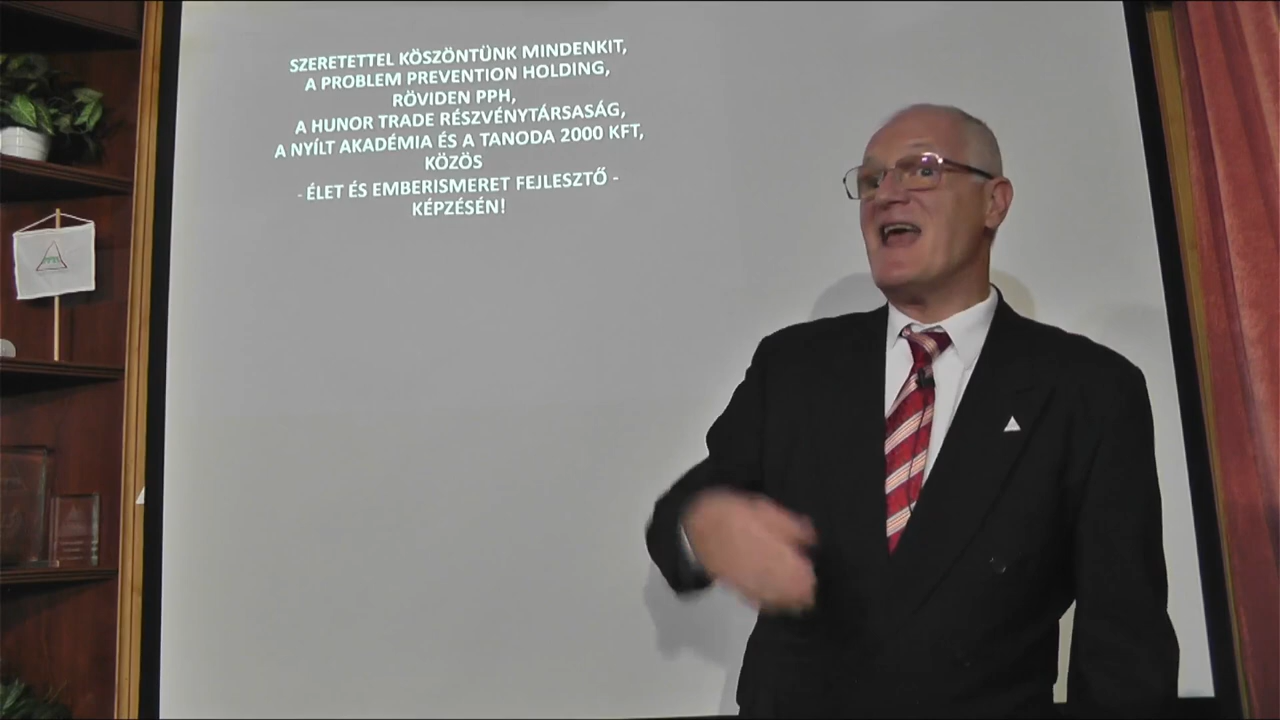 SZERETETTEL KÖSZÖNTÜNK MINDENKIT,
A PROBLEM PREVENTION HOLDING,
RÖVIDEN PPH,
A HUNOR TRADE RÉSZVÉNYTÁRSASÁG,
A NYÍLT AKADÉMIA ÉS A TANODA 2000 KFT,
KÖZÖS
- ÉLET ÉS EMBERISMERET FEJLESZTŐ -
KÉPZÉSÉN!